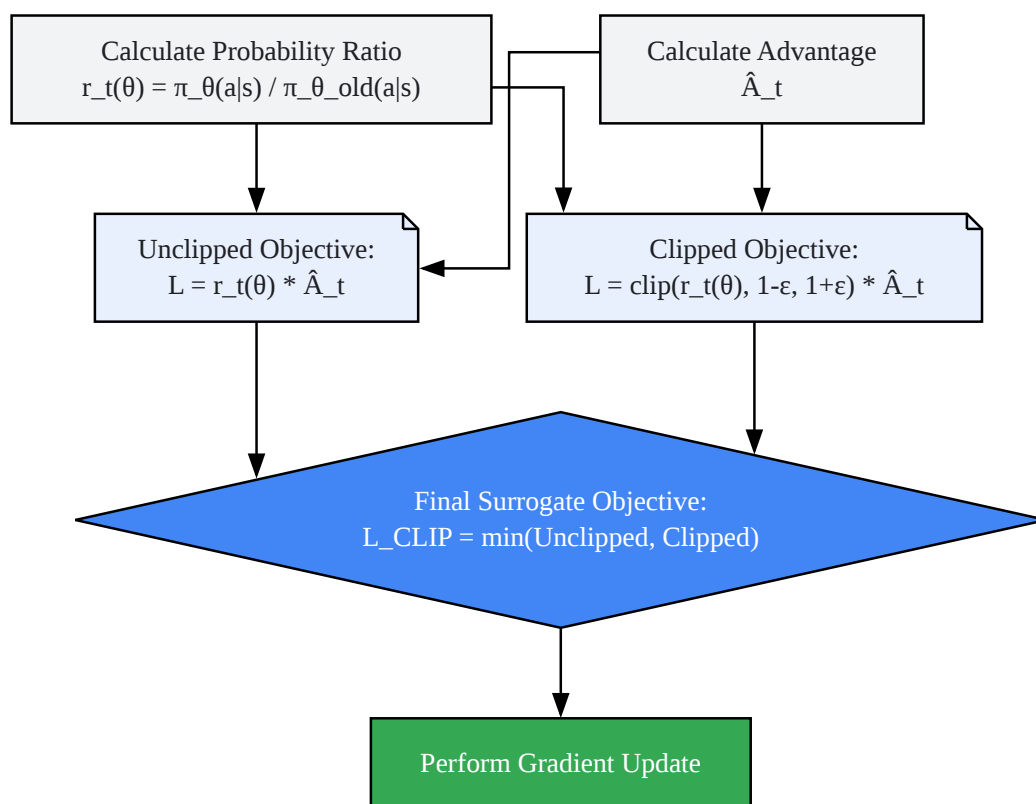 Calculate Probability Ratio
r_t(θ) = π_θ(a|s) / π_θ_old(a|s)
Calculate Advantage
Â_t
Unclipped Objective:
L = r_t(θ) * Â_t
Clipped Objective:
L = clip(r_t(θ), 1-ε, 1+ε) * Â_t
Final Surrogate Objective:
L_CLIP = min(Unclipped, Clipped)
Perform Gradient Update